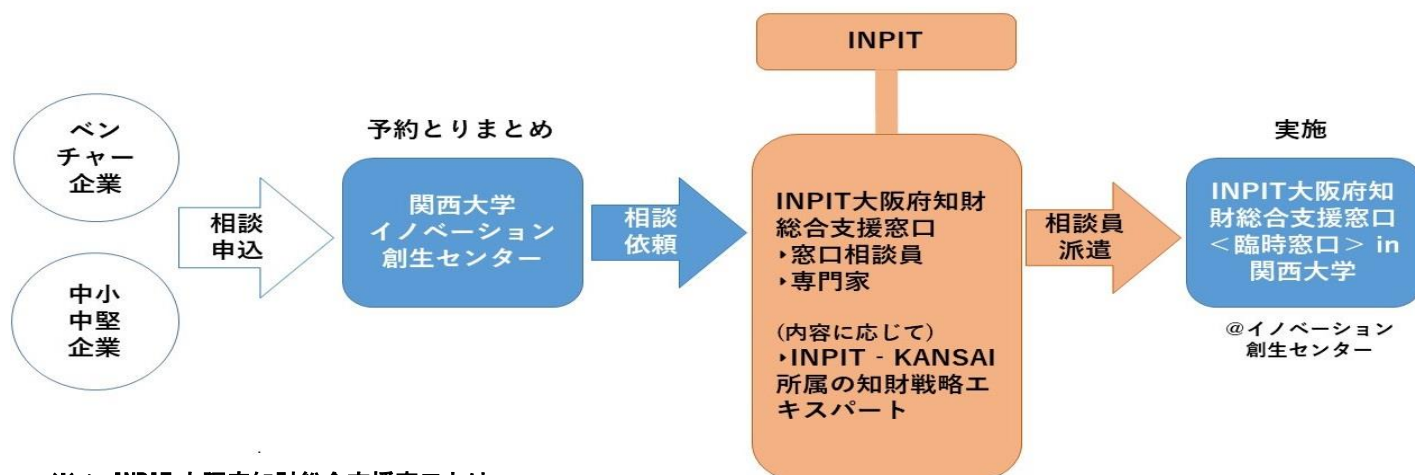 INPIT
ベン
チャー
企業
中小
中堅
企業
相談
申込
予約とりまとめ
関西大学
イノベーション
創生センター
相談
依頼
INPIT大阪府知財
総合支援窓口
▸窓口相談員
▸専門家
(内容に応じて)
▸INPIT‐KANSAI
所属の知財戦略エ
キスパート
相談員
派遣
実施
INPIT大阪府知
財総合支援窓口
<臨時窓口> in
関西大学
@イノベーション
創生センター